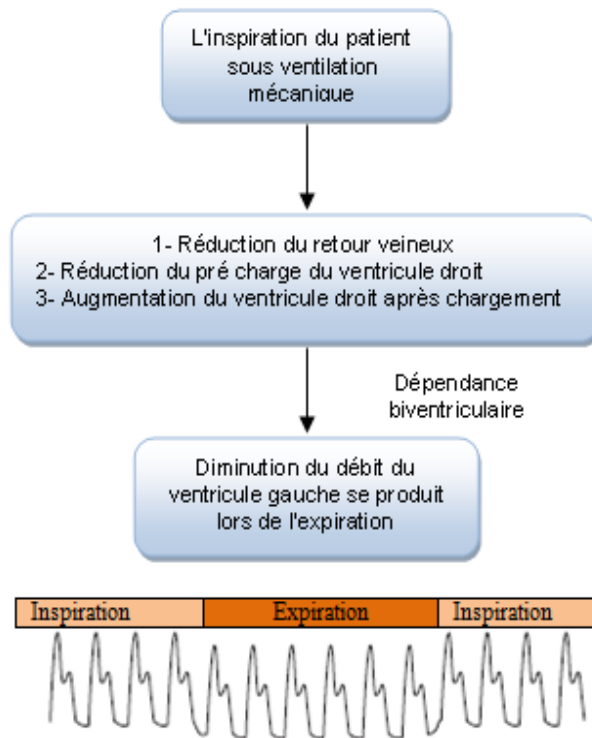 L'inspiration du patient
sous ventilation
mécanique
1- Réduction du retour veineux
2- Réduction du pré charge du ventricule droit
3- Augmentation du ventricule droit après chargement
Dépendance
biventriculaire
Diminution du débit du
ventricule gauche se produit
lors de l'expiration
Inspiration Expiration Inspiration